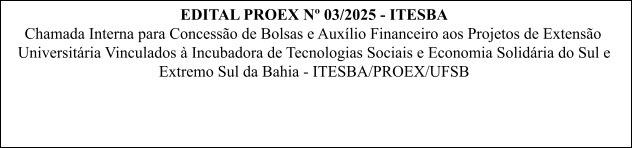 EDITAL PROEX Nº 03/2025 - ITESBA
Chamada Interna para Concessão de Bolsas e Auxílio Financeiro aos Projetos de Extensão
Universitária Vinculados à Incubadora de Tecnologias Sociais e Economia Solidária do Sul e
Extremo Sul da Bahia - ITESBA/PROEX/UFSB